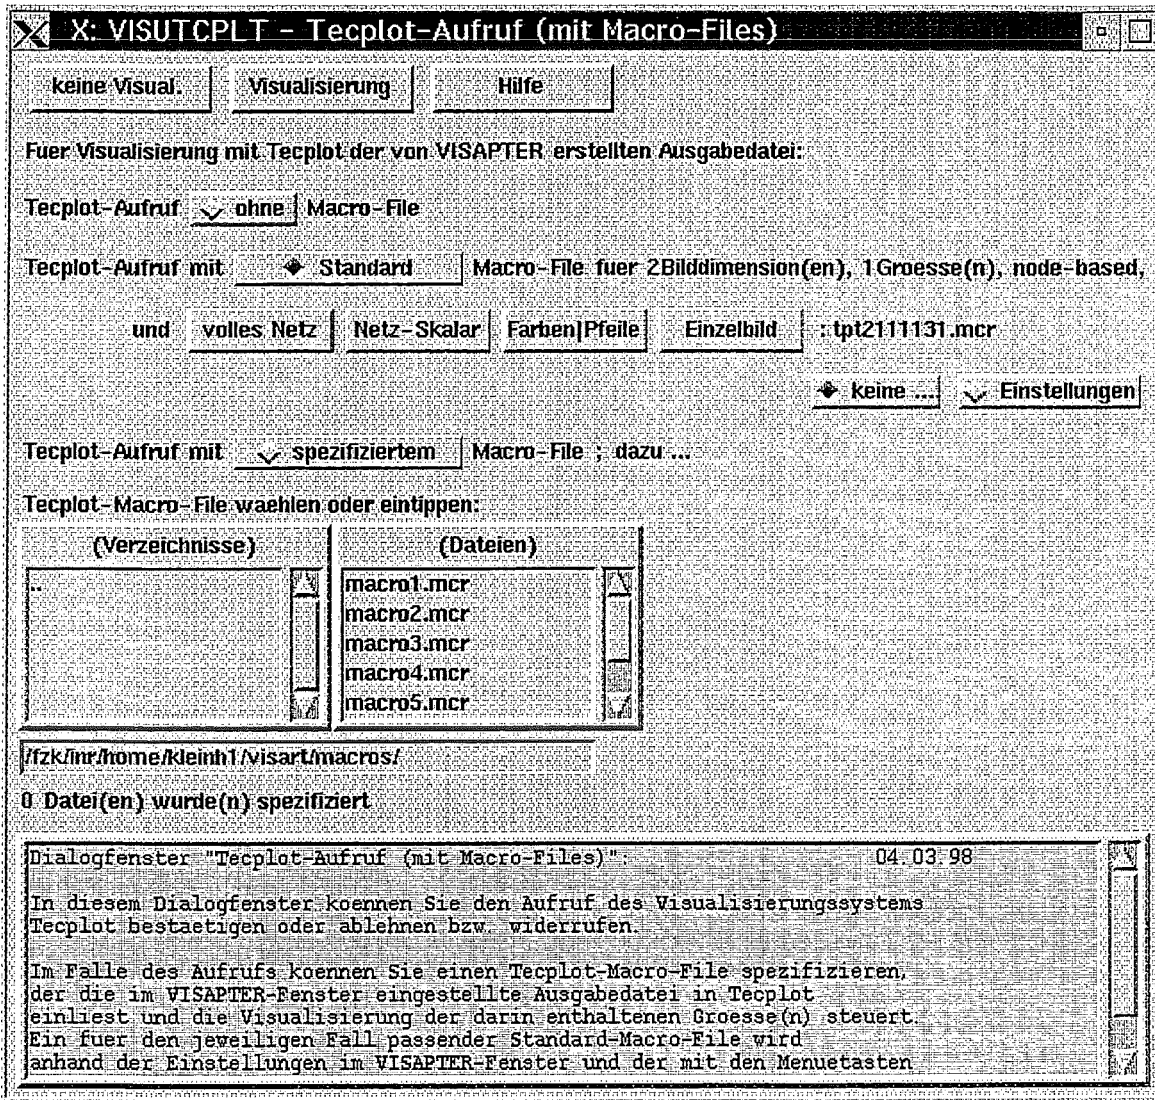 X: VISUTCPLT - Tecplot-Aufruf (mit Macro-Files)
keine Visual. Visualisierung Hilfe
Fuer Visualisierung mit Tecplot der von VISAPTER erstellten Ausgabedatei:
Tecplot-Aufruf ohne Macro-File
Tecplot-Aufruf mit Standard Macro-File fuer 2Bilddimension(en), 1Groesse(n), node-based,
und volles Netz Netz-Skalar Farben|Pfeile Einzelbild : tpt2111131.mcr
keine ... Einstellungen
Tecplot-Aufruf mit spezifiziertem Macro-File ; dazu ...
Tecplot-Macro-File waehlen oder eintippen:
(Verzeichnisse) (Dateien)
..
macro1.mcr
macro2.mcr
macro3.mcr
macro4.mcr
macro5.mcr
/fzk/inr/home/kleinh1/visart/macros/
0 Datei(en) wurde(n) spezifiziert
Dialogfenster "Tecplot-Aufruf (mit Macro-Files)": 04.03.98
In diesem Dialogfenster koennen Sie den Aufruf des Visualisierungssystems
Tecplot bestaetigen oder ablehnen bzw. widerrufen.
Im Falle des Aufrufs koennen Sie einen Tecplot-Macro-File spezifizieren,
der die im VISAPTER-Fenster eingestellte Ausgabedatei in Tecplot
einliest und die Visualisierung der darin enthaltenen Groesse(n) steuert.
Ein fuer den jeweiligen Fall passender Standard-Macro-File wird
anhand der Einstellungen im VISAPTER-Fenster und der mit den Menuetasten